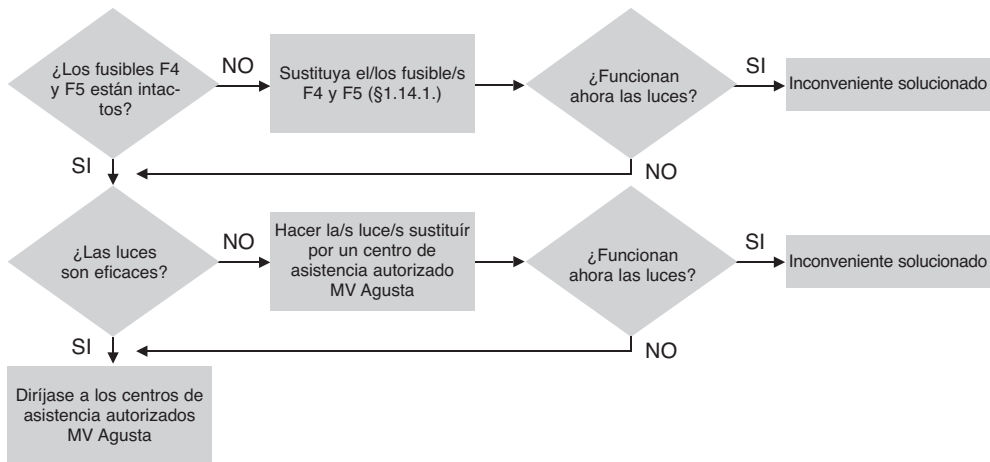 ¿Los fusibles F4
y F5 están intac-
tos?
NO
Sustituya el/los fusible/s
F4 y F5 (§1.14.1.)
¿Funcionan
ahora las luces?
SI
Inconveniente solucionado
SI
NO
¿Las luces
son eficaces?
NO
Hacer la/s luce/s sustituír
por un centro de
asistencia autorizado
MV Agusta
¿Funcionan
ahora las luces?
SI
Inconveniente solucionado
SI
NO
Diríjase a los centros de
asistencia autorizados
MV Agusta